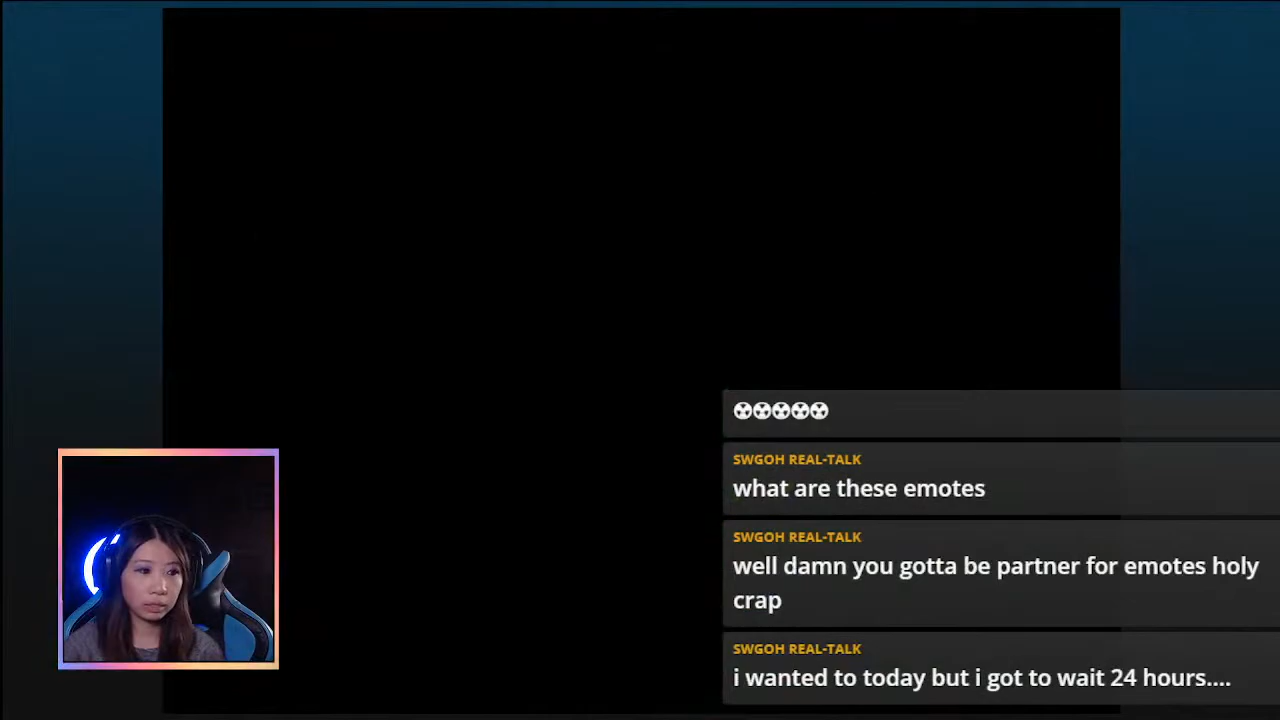 ☢☢☢☢☢
SWGOH REAL-TALK
what are these emotes
SWGOH REAL-TALK
well damn you gotta be partner for emotes holy
crap
SWGOH REAL-TALK
i wanted to today but i got to wait 24 hours....